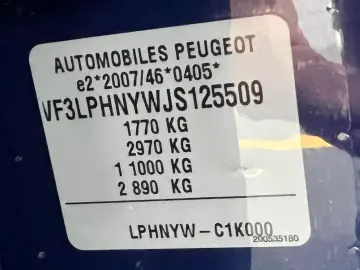 AUTOMOBILES PEUGEOT
e2*2007/46*0405*
VF3LPHNYWJS125509
1770 KG
2970 KG
1 1000 KG
2 890 KG
LPHNYW-C1K000
200535180